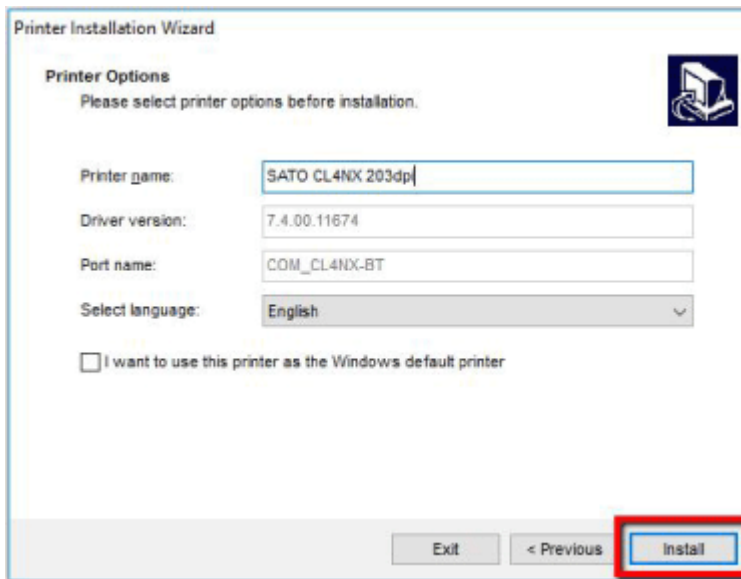 Printer Installation Wizard
Printer Options
Please select printer options before installation.
Printer name: SATO CL4NX 203dpi
Driver version: 7.4.00.11674
Port name: COM_CL4NX-BT
Select language: English
I want to use this printer as the Windows default printer
Exit < Previous Install